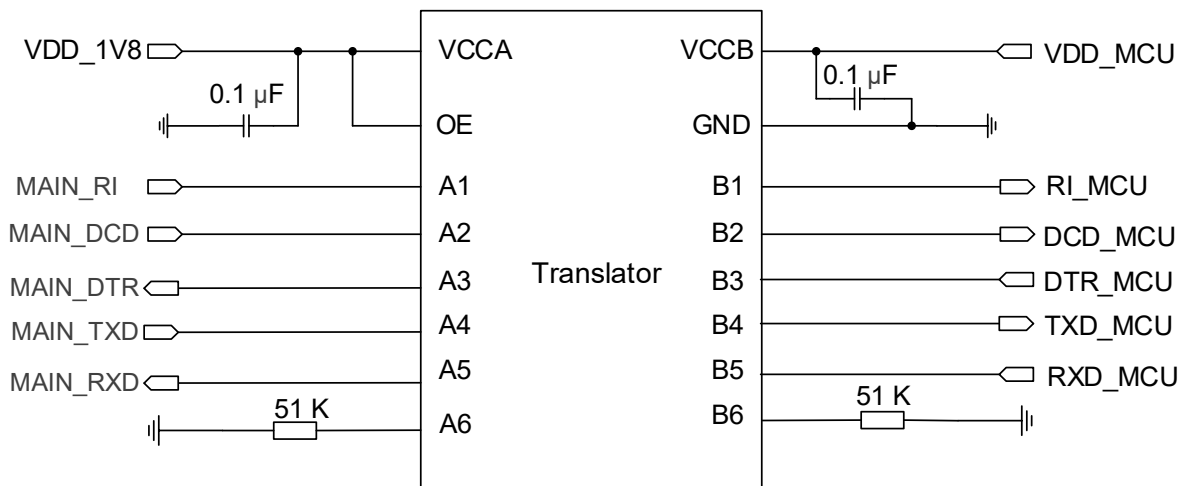 VDD_1V8
VCCA
VCCB
VDD_MCU
0.1 µF
0.1 µF
OE
GND
MAIN_RI
A1
B1
RI_MCU
MAIN_DCD
A2
B2
DCD_MCU
Translator
MAIN_DTR
A3
B3
DTR_MCU
MAIN_TXD
A4
B4
TXD_MCU
MAIN_RXD
A5
B5
RXD_MCU
51 K
51 K
A6
B6